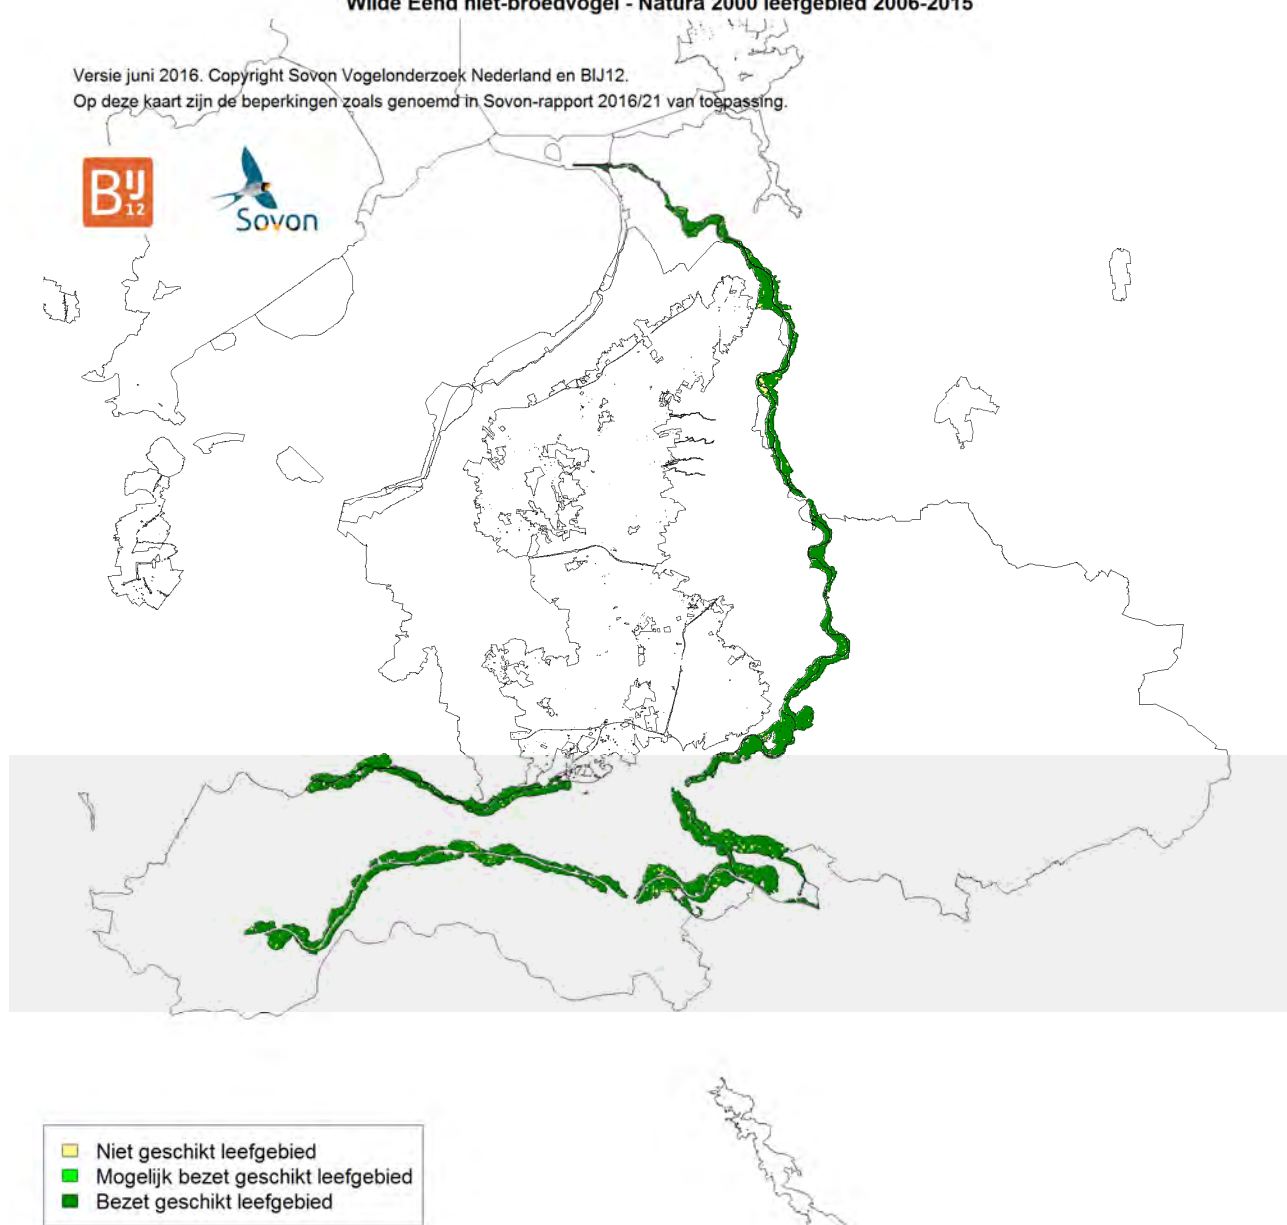 Wilde Eend niet-broedvogel - Natura 2000 leefgebied 2006-2015
Versie juni 2016. Copyright Sovon Vogelonderzoek Nederland en BIJ12.
Op deze kaart zijn de beperkingen zoals genoemd in Sovon-rapport 2016/21 van toepassing.
BIJ12
Sovon
Niet geschikt leefgebied
Mogelijk bezet geschikt leefgebied
Bezet geschikt leefgebied